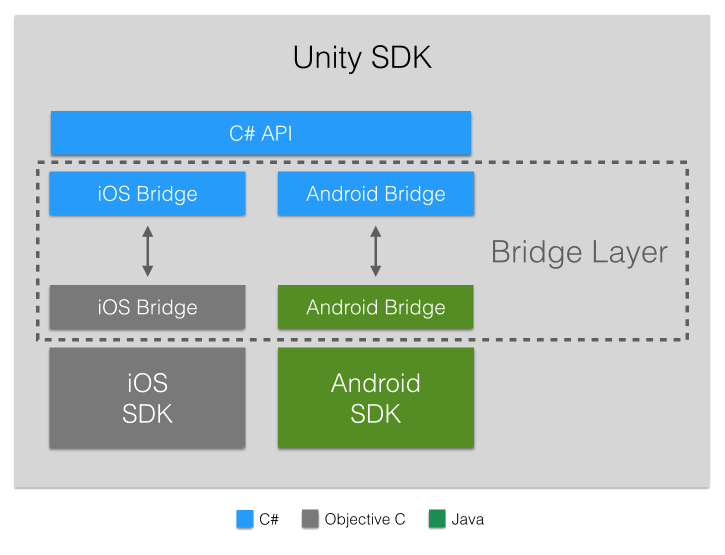 Unity SDK
C# API
iOS Bridge
Android Bridge
Bridge Layer
iOS Bridge
Android Bridge
iOS
SDK
Android
SDK
C#
Objective C
Java